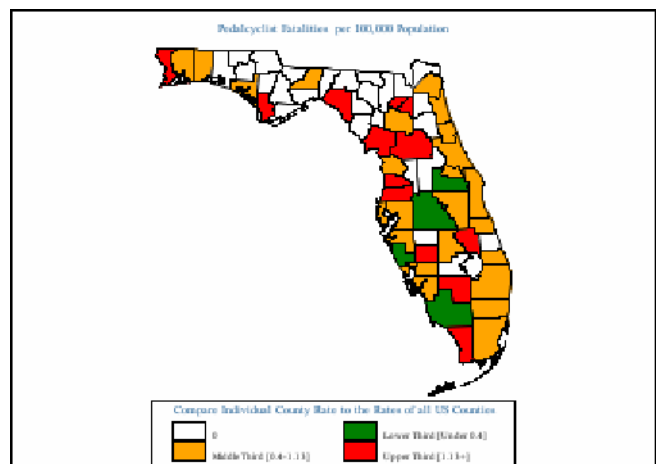 Pedalcyclist Fatalities per 100,000 Population
Compare Individual County Rate to the Rates of all US Counties
0
Lower Third [Under 0.4]
Middle Third [0.4-1.13]
Upper Third [1.13+]